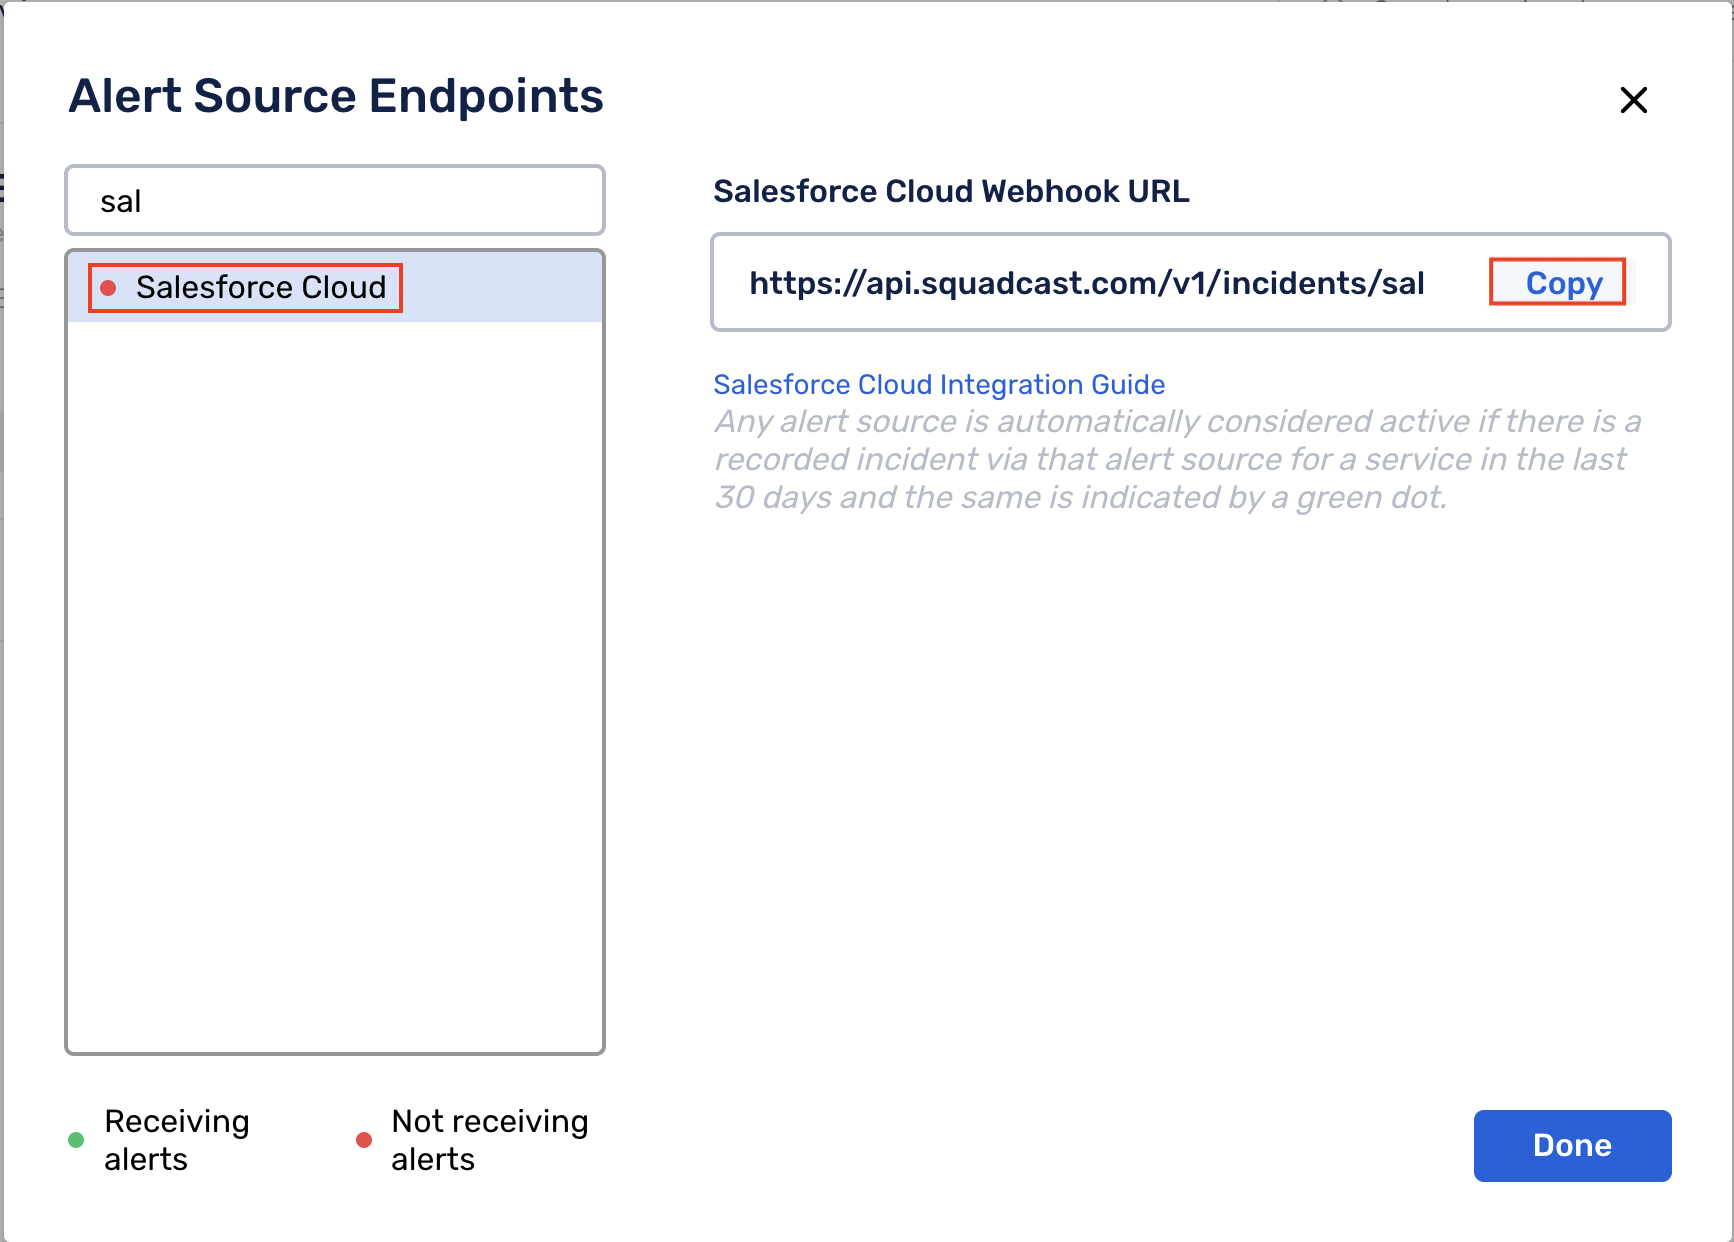 Alert Source Endpoints
sal
Salesforce Cloud
Salesforce Cloud Webhook URL
https://api.squadcast.com/v1/incidents/sal
Copy
Salesforce Cloud Integration Guide
Any alert source is automatically considered active if there is a
recorded incident via that alert source for a service in the last
30 days and the same is indicated by a green dot.
Receiving
alerts
Not receiving
alerts
Done